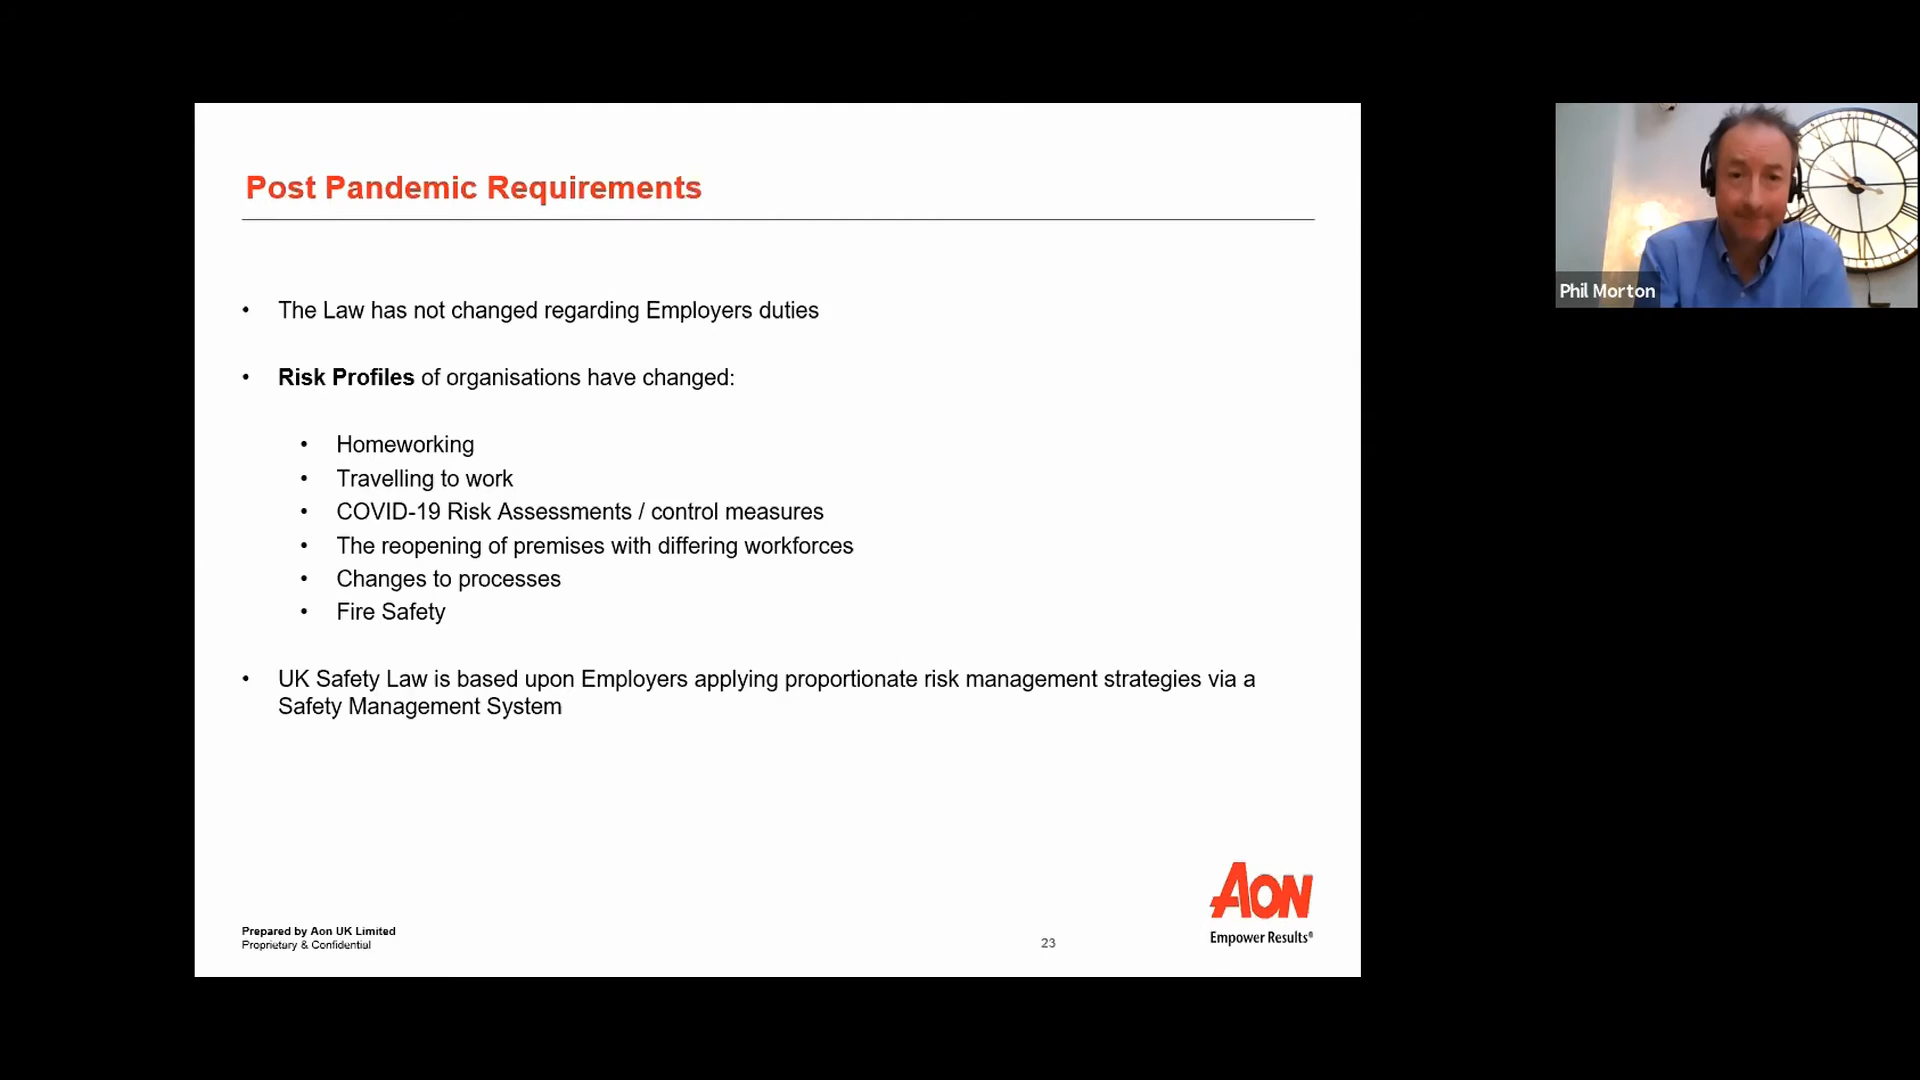 Post Pandemic Requirements
• The Law has not changed regarding Employers duties
• Risk Profiles of organisations have changed:
• Homeworking
• Travelling to work
• COVID-19 Risk Assessments / control measures
• The reopening of premises with differing workforces
• Changes to processes
• Fire Safety
• UK Safety Law is based upon Employers applying proportionate risk management strategies via a
Safety Management System
Prepared by Aon UK Limited
Proprietary & Confidential
23
AON
Empower Results®
Phil Morton